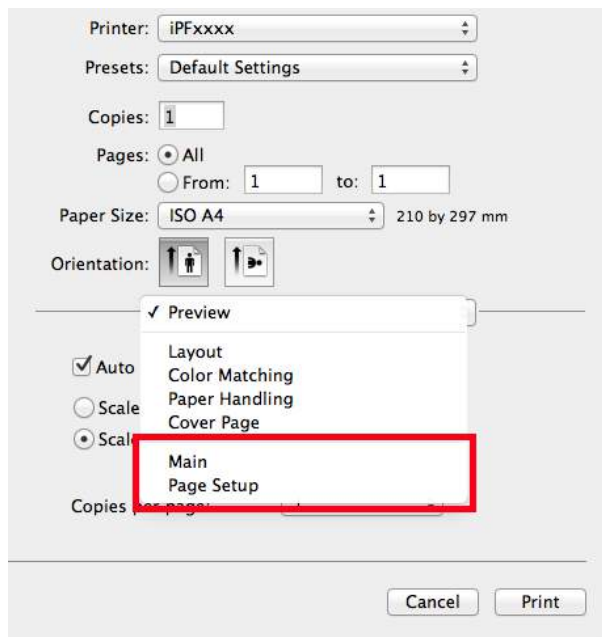 Printer: iPFxxxx
Presets: Default Settings
Copies: 1
Pages: All
From: 1 to: 1
Paper Size: ISO A4 210 by 297 mm
Orientation:
✓ Preview
Layout
Auto
Color Matching
Paper Handling
Scale
Cover Page
Main
Page Setup
Copies per page:
Cancel Print